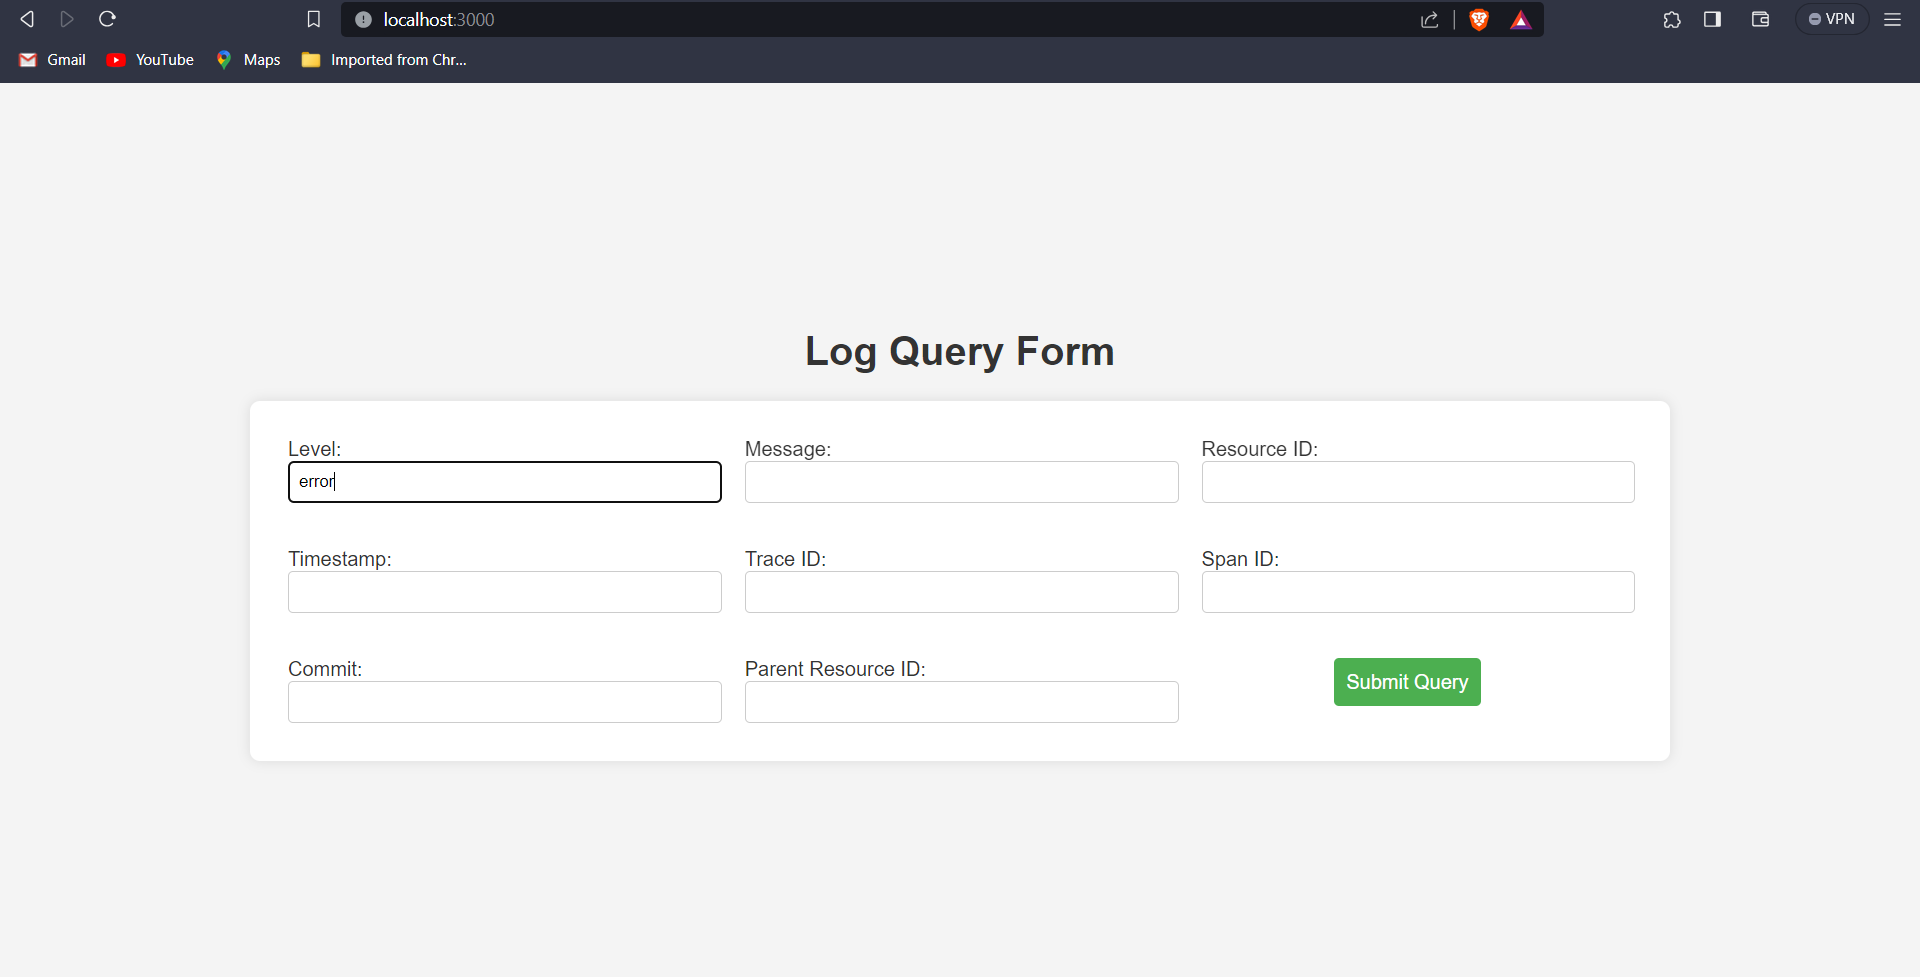 localhost:3000
VPN
Gmail YouTube Maps Imported from Chr...
Log Query Form
Level: Message: Resource ID:
error
Timestamp: Trace ID: Span ID:
Commit: Parent Resource ID:
Submit Query